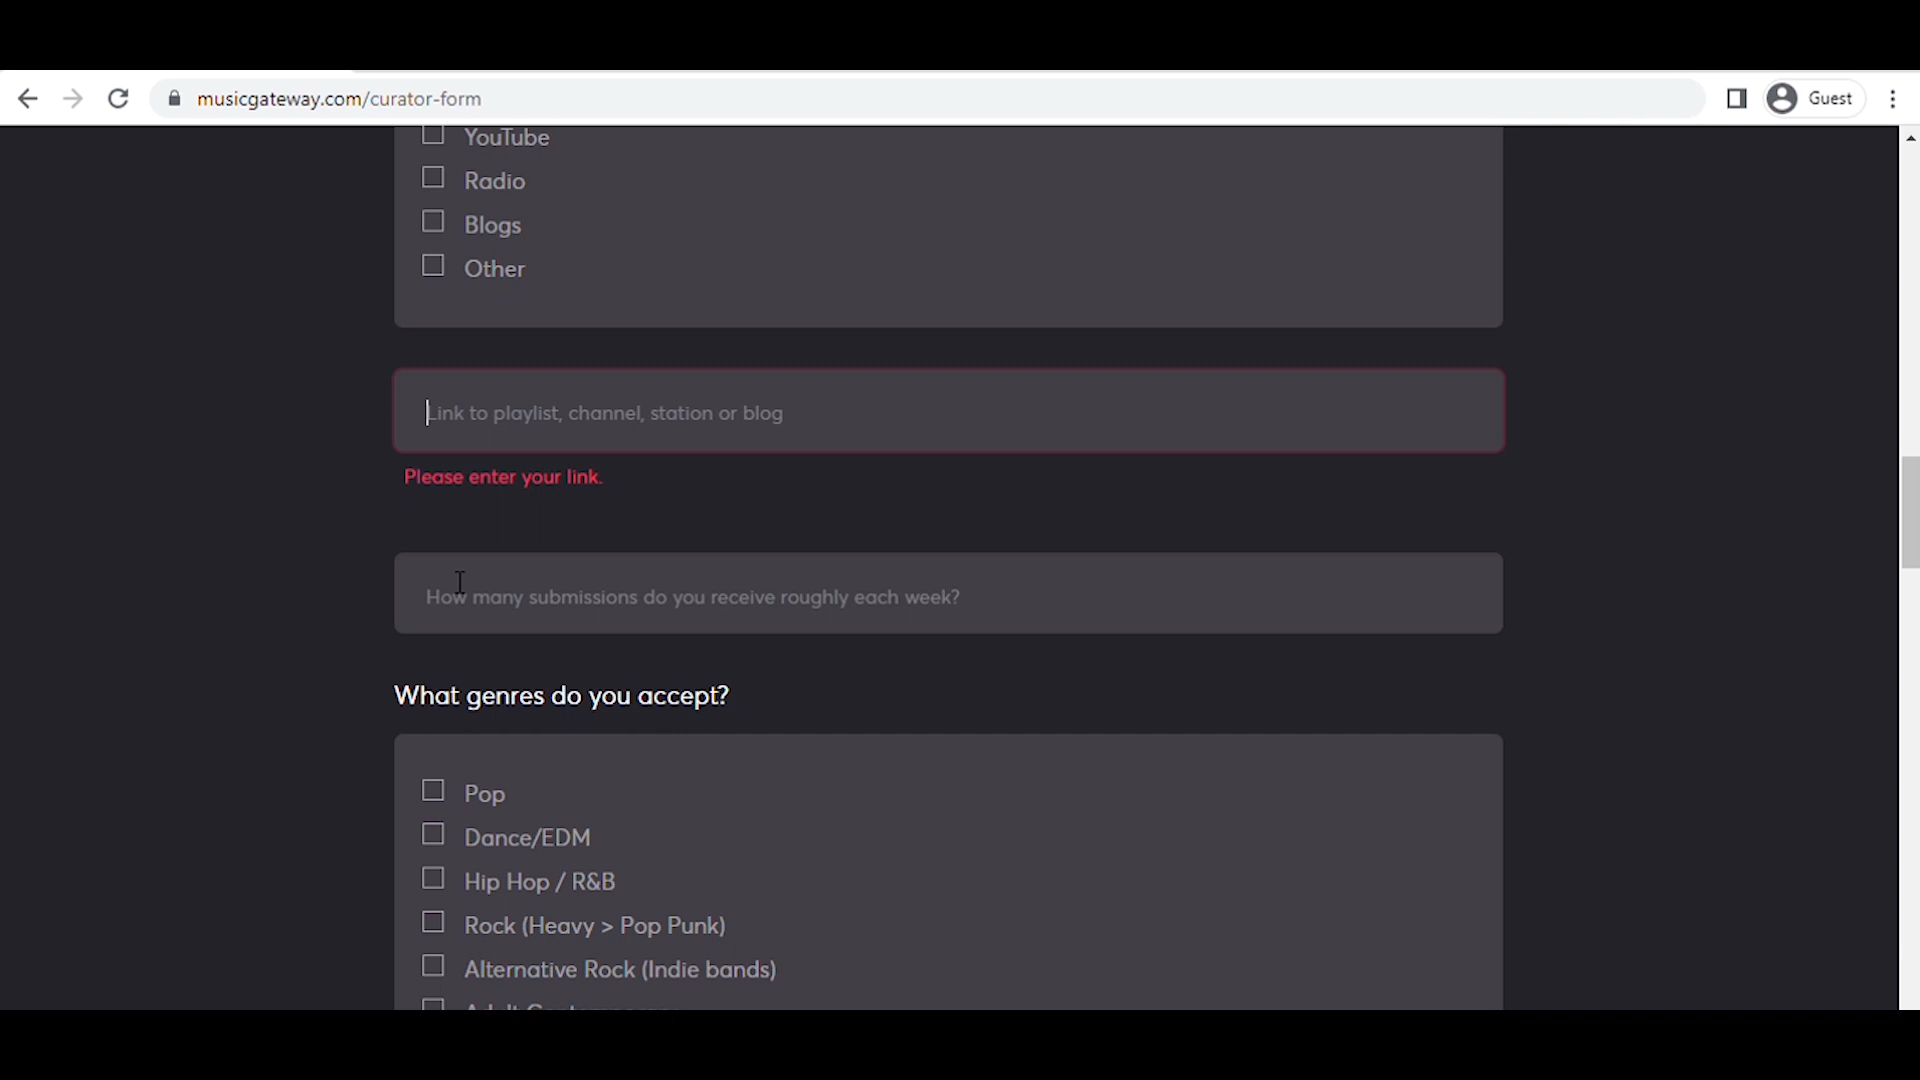 musicgateway.com/curator-form
Guest
YouTube
Radio
Blogs
Other
Link to playlist, channel, station or blog
Please enter your link.
How many submissions do you receive roughly each week?
What genres do you accept?
Pop
Dance/EDM
Hip Hop / R&B
Rock (Heavy > Pop Punk)
Alternative Rock (Indie bands)